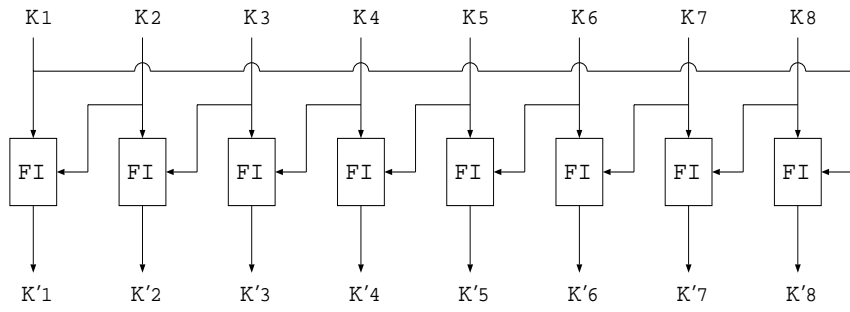 K1 K2 K3 K4 K5 K6 K7 K8
FI FI FI FI FI FI FI FI
K'1 K'2 K'3 K'4 K'5 K'6 K'7 K'8